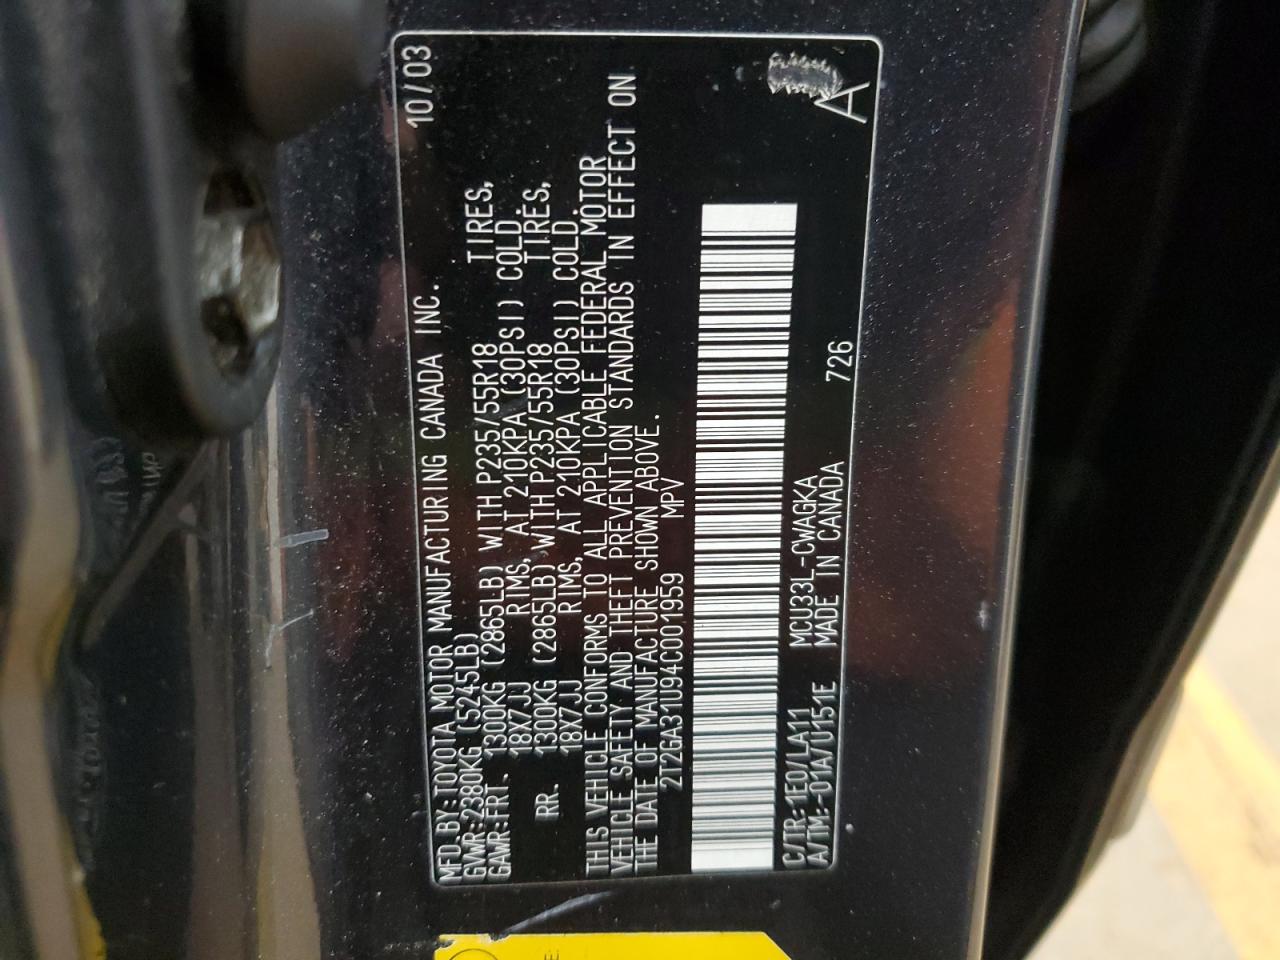 MFD. BY: TOYOTA MOTOR MANUFACTURING CANADA INC. 10/03
GVWR: 2380KG (5245LB)
GAWR: FRT. 1300KG (2865LB) WITH P235/55R18 TIRES,
18X7JJ RIMS, AT 210KPA (30PSI) COLD.
RR. 1300KG (2865LB) WITH P235/55R18 TIRES,
18X7JJ RIMS, AT 210KPA (30PSI) COLD.
THIS VEHICLE CONFORMS TO ALL APPLICABLE FEDERAL MOTOR
VEHICLE SAFETY AND THEFT PREVENTION STANDARDS IN EFFECT ON
THE DATE OF MANUFACTURE SHOWN ABOVE.
2T2GA31U94C001959 MPV
C/TR: 1E0/LA11 MCU33L-CWAGKA
A/TM: -01A/U151E MADE IN CANADA 726
A